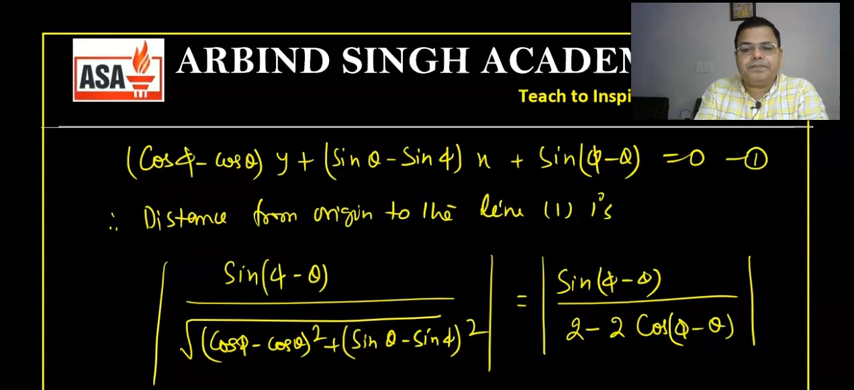 ASA
ARBIND SINGH ACADEM
Teach to Inspi
(Cosϕ - cosθ) y + (Sin θ - Sin ϕ) x + Sin(ϕ-θ) = 0 - ①
∴ Distance from origin to the line (1) is
| Sin(ϕ - θ) / √(Cosϕ - cosθ)² + (Sin θ - Sin ϕ)² | = | Sin(ϕ-θ) / 2 - 2 Cos(ϕ - θ) |